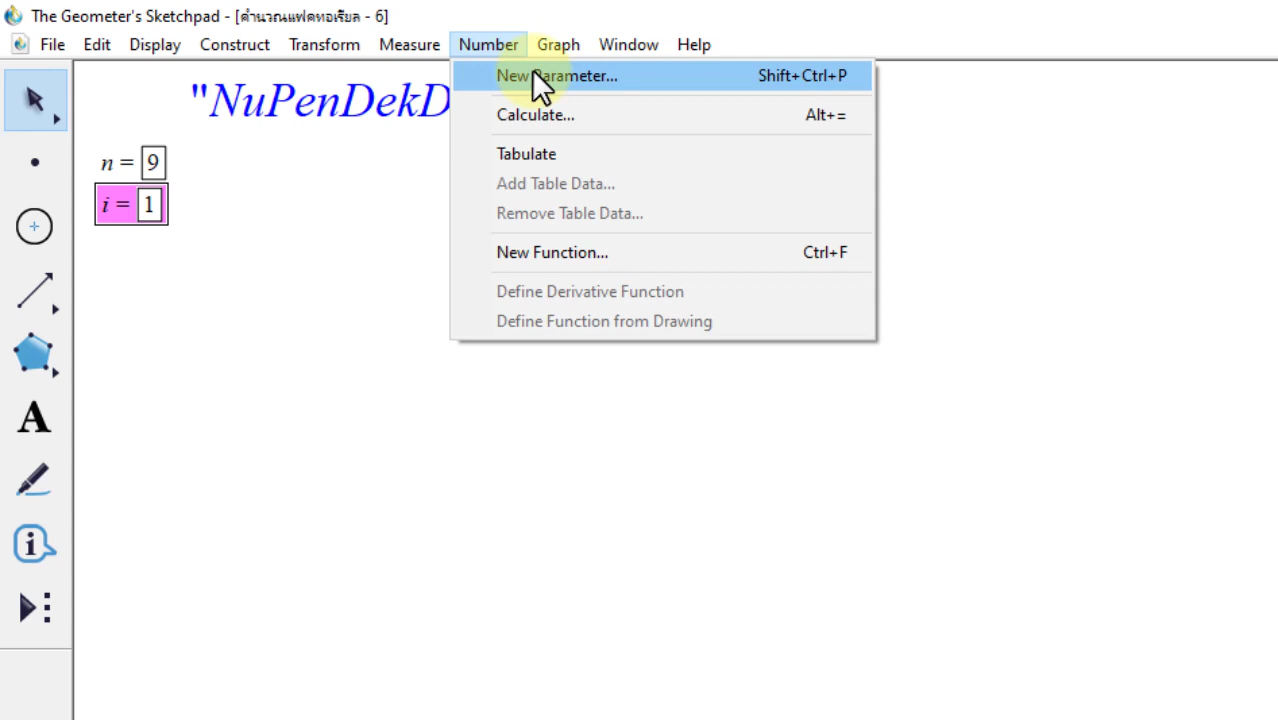 The Geometer's Sketchpad - [คำนวณแฟคทอเรียล - 6]
File Edit Display Construct Transform Measure Number Graph Window Help
New Parameter... Shift+Ctrl+P
"NuPenDekD
Calculate... Alt+=
n = 9
Tabulate
Add Table Data...
i = 1
Remove Table Data...
New Function... Ctrl+F
Define Derivative Function
Define Function from Drawing
A
i